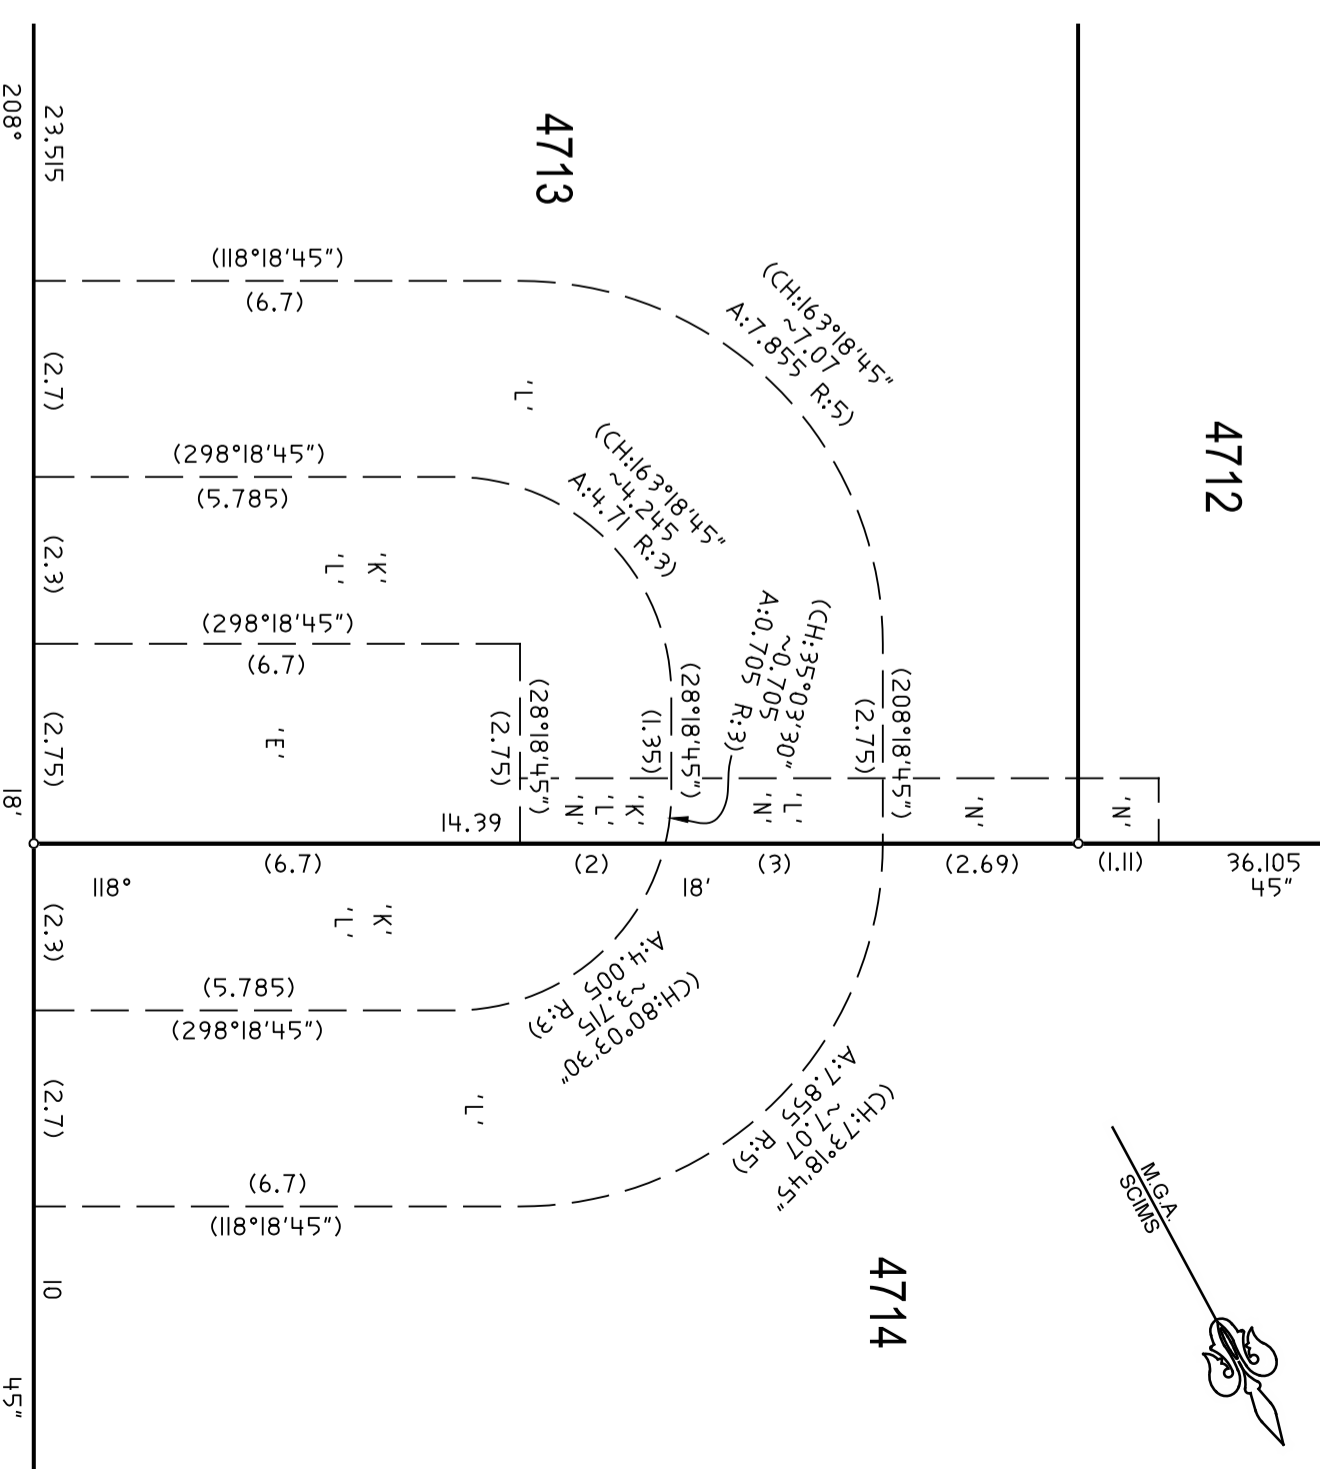 208°
23.515
4713
4712
(118°18'45")
(6.7)
(2.7)
'L'
(CH:163°18'45"
~7.07
A:7.855 R:5)
(298°18'45")
(5.785)
(CH:163°18'45"
~4.245
A:4.71 R:3)
(2.3)
'K'
'L'
(298°18'45")
(6.7)
(CH:35°03'30"
~0.705
A:0.705 R:3)
(2.75)
'E'
(28°18'45")
(2.75)
(28°18'45")
(1.35)
(208°18'45")
(2.75)
'K'
'L'
'N'
'L'
'N'
'N'
'N'
18'
14.39
(6.7)
(2)
(3)
(2.69)
(1.11)
36.105
118°
18'
45"
(2.3)
'K'
'L'
(5.785)
(298°18'45")
A:4.005 R:3)
~3.715
(CH:80°03'30"
(2.7)
'L'
A:7.855 R:5)
~7.07
(CH:73°18'45"
(6.7)
(118°18'45")
M.G.A.
SCIMS
10
4714
45"